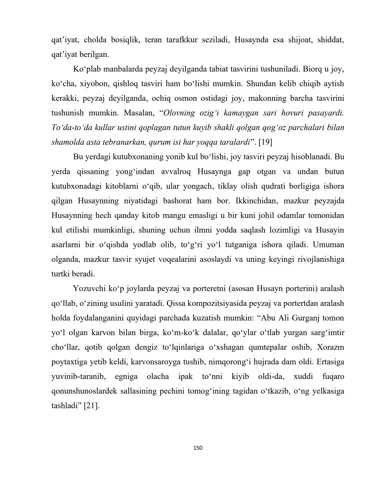 qat’iyat, cholda bosiqlik, teran tarafkkur seziladi, Husaynda esa shijoat, shiddat,
qat’iyat berilgan.
Ko‘plab manbalarda peyzaj deyilganda tabiat tasvirini tushuniladi. Biorq u joy,
ko‘cha, xiyobon, qishloq tasviri ham bo‘lishi mumkin. Shundan kelib chiqib aytish
kerakki, peyzaj deyilganda, ochiq osmon ostidagi joy, makonning barcha tasvirini
tushunish mumkin. Masalan, “Olovning ozig‘i kamaygan sari hovuri pasayardi.
To‘da-to‘da kullar ustini qoplagan tutun kuyib shakli qolgan qog‘oz parchalari bilan
shamolda asta tebranarkan, qurum isi har yoqqa taralardi”. [19]
Bu yerdagi kutubxonaning yonib kul bo‘lishi, joy tasviri peyzaj hisoblanadi. Bu
yerda qissaning yong‘indan avvalroq Husaynga gap otgan va undan butun
kutubxonadagi kitoblarni o‘qib, ular yongach, tiklay olish qudrati borligiga ishora
qilgan Husaynning niyatidagi bashorat ham bor. Ikkinchidan, mazkur peyzajda
Husaynning hech qanday kitob mangu emasligi u bir kuni johil odamlar tomonidan
kul etilishi mumkinligi, shuning uchun ilmni yodda saqlash lozimligi va Husayin
asarlarni bir o‘qishda yodlab olib, to‘g‘ri yo‘l tutganiga ishora qiladi. Umuman
olganda, mazkur tasvir syujet voqealarini asoslaydi va uning keyingi rivojlanishiga
turtki beradi.
Yozuvchi ko‘p joylarda peyzaj va porteretni (asosan Husayn porterini) aralash
qo‘llab, o‘zining usulini yaratadi. Qissa kompozitsiyasida peyzaj va portertdan aralash
holda foydalanganini quyidagi parchada kuzatish mumkin: “Abu Ali Gurganj tomon
yo‘l olgan karvon bilan birga, ko‘m-ko‘k dalalar, qo‘ylar o‘tlab yurgan sarg‘imtir
cho‘llar, qotib qolgan dengiz to‘lqinlariga o‘xshagan qumtepalar oshib, Xorazm
poytaxtiga yetib keldi, karvonsaroyga tushib, nimqorong‘i hujrada dam oldi. Ertasiga
yuvinib-taranib, egniga olacha ipak to‘nni kiyib oldi-da, xuddi fuqaro
qonunshunoslardek sallasining pechini tomog‘ining tagidan o‘tkazib, o‘ng yelkasiga
tashladi” [21].
150